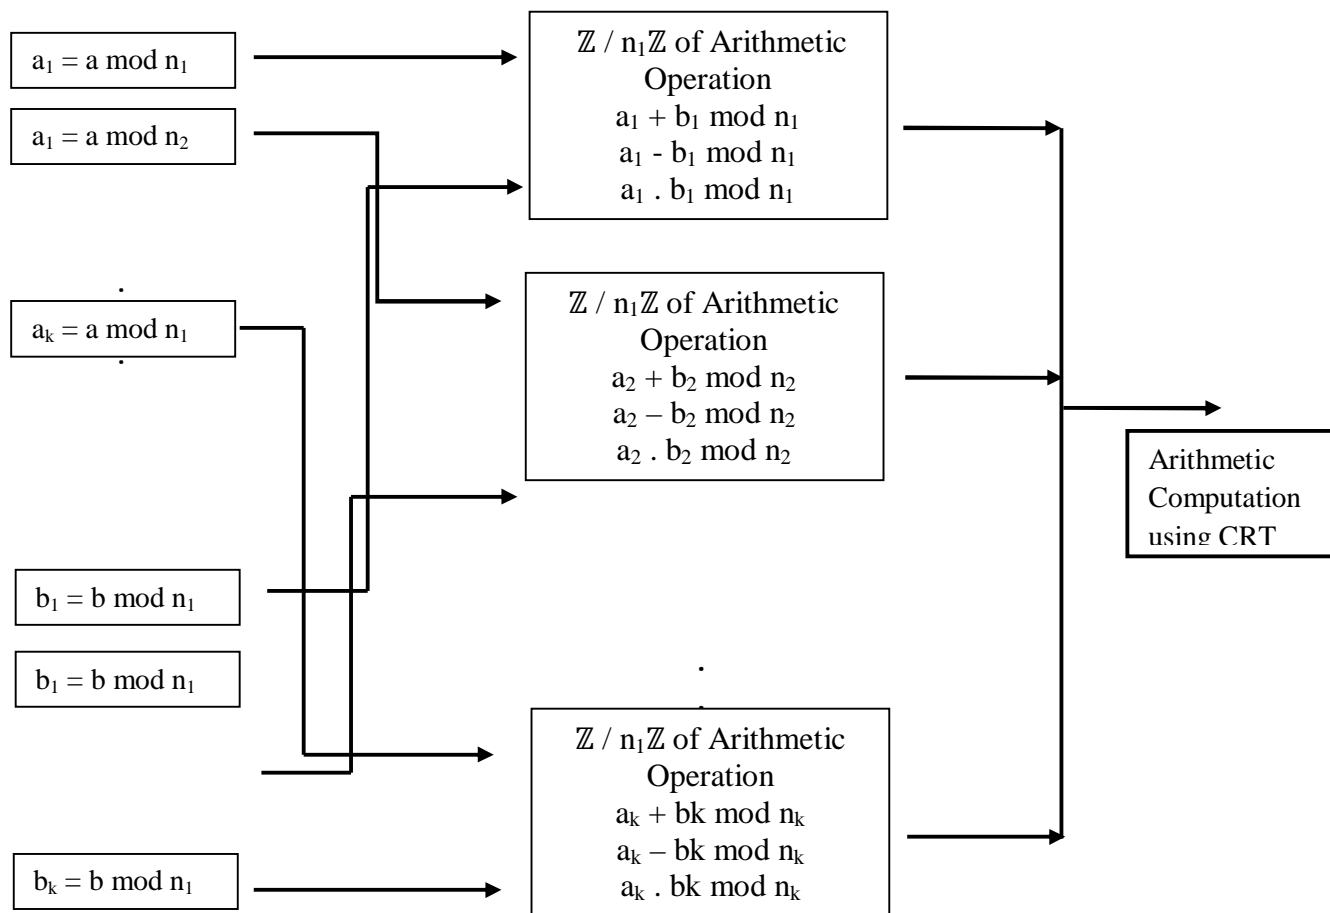 a₁ = a mod n₁
a₁ = a mod n₂
.
aₖ = a mod n₁
.
b₁ = b mod n₁
b₁ = b mod n₁
bₖ = b mod n₁
ℤ / n₁ℤ of Arithmetic
Operation
a₁ + b₁ mod n₁
a₁ - b₁ mod n₁
a₁ . b₁ mod n₁
ℤ / n₁ℤ of Arithmetic
Operation
a₂ + b₂ mod n₂
a₂ – b₂ mod n₂
a₂ . b₂ mod n₂
.
.
ℤ / n₁ℤ of Arithmetic
Operation
aₖ + bk mod nₖ
aₖ – bk mod nₖ
aₖ . bk mod nₖ
Arithmetic
Computation
using CRT